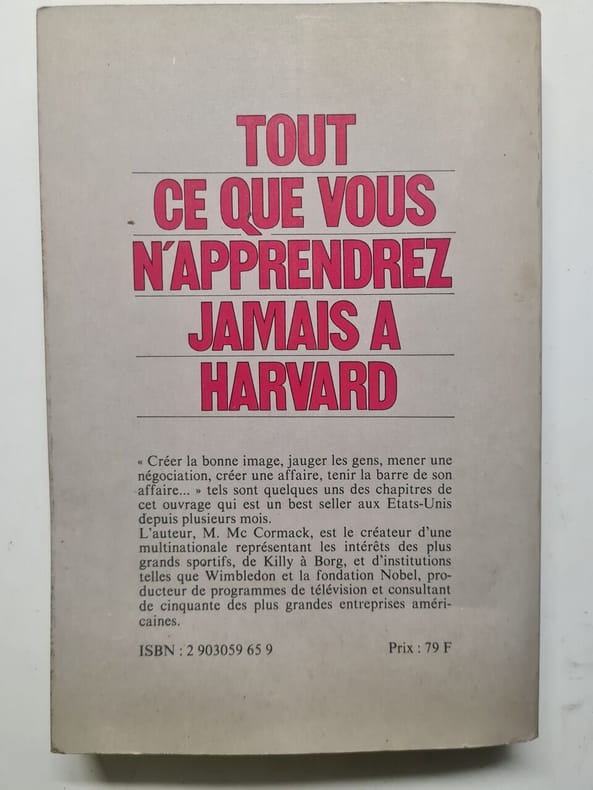 TOUT
CE QUE VOUS
N'APPRENDREZ
JAMAIS A
HARVARD
« Créer la bonne image, jauger les gens, mener une
négociation, créer une affaire, tenir la barre de son
affaire... » tels sont quelques uns des chapitres de
cet ouvrage qui est un best seller aux Etats-Unis
depuis plusieurs mois.
L'auteur, M. Mc Cormack, est le créateur d'une
multinationale représentant les intérêts des plus
grands sportifs, de Killy à Borg, et d'institutions
telles que Wimbledon et la fondation Nobel, pro-
ducteur de programmes de télévision et consultant
de cinquante des plus grandes entreprises améri-
caines.
ISBN : 2 903059 65 9 Prix : 79 F